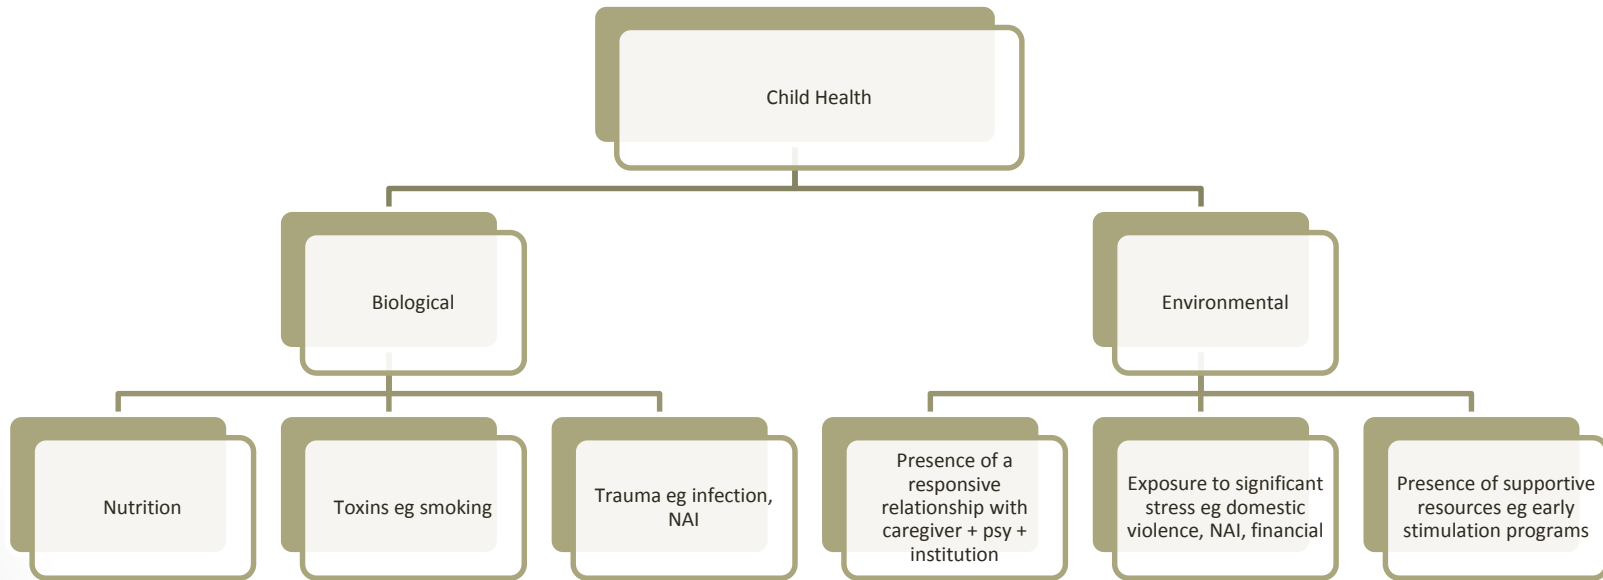 Child Health
Biological
Environmental
Nutrition
Toxins eg smoking
Trauma eg infection,
NAI
Presence of a
responsive
relationship with
caregiver + psy +
institution
Exposure to significant
stress eg domestic
violence, NAI, financial
Presence of supportive
resources eg early
stimulation programs